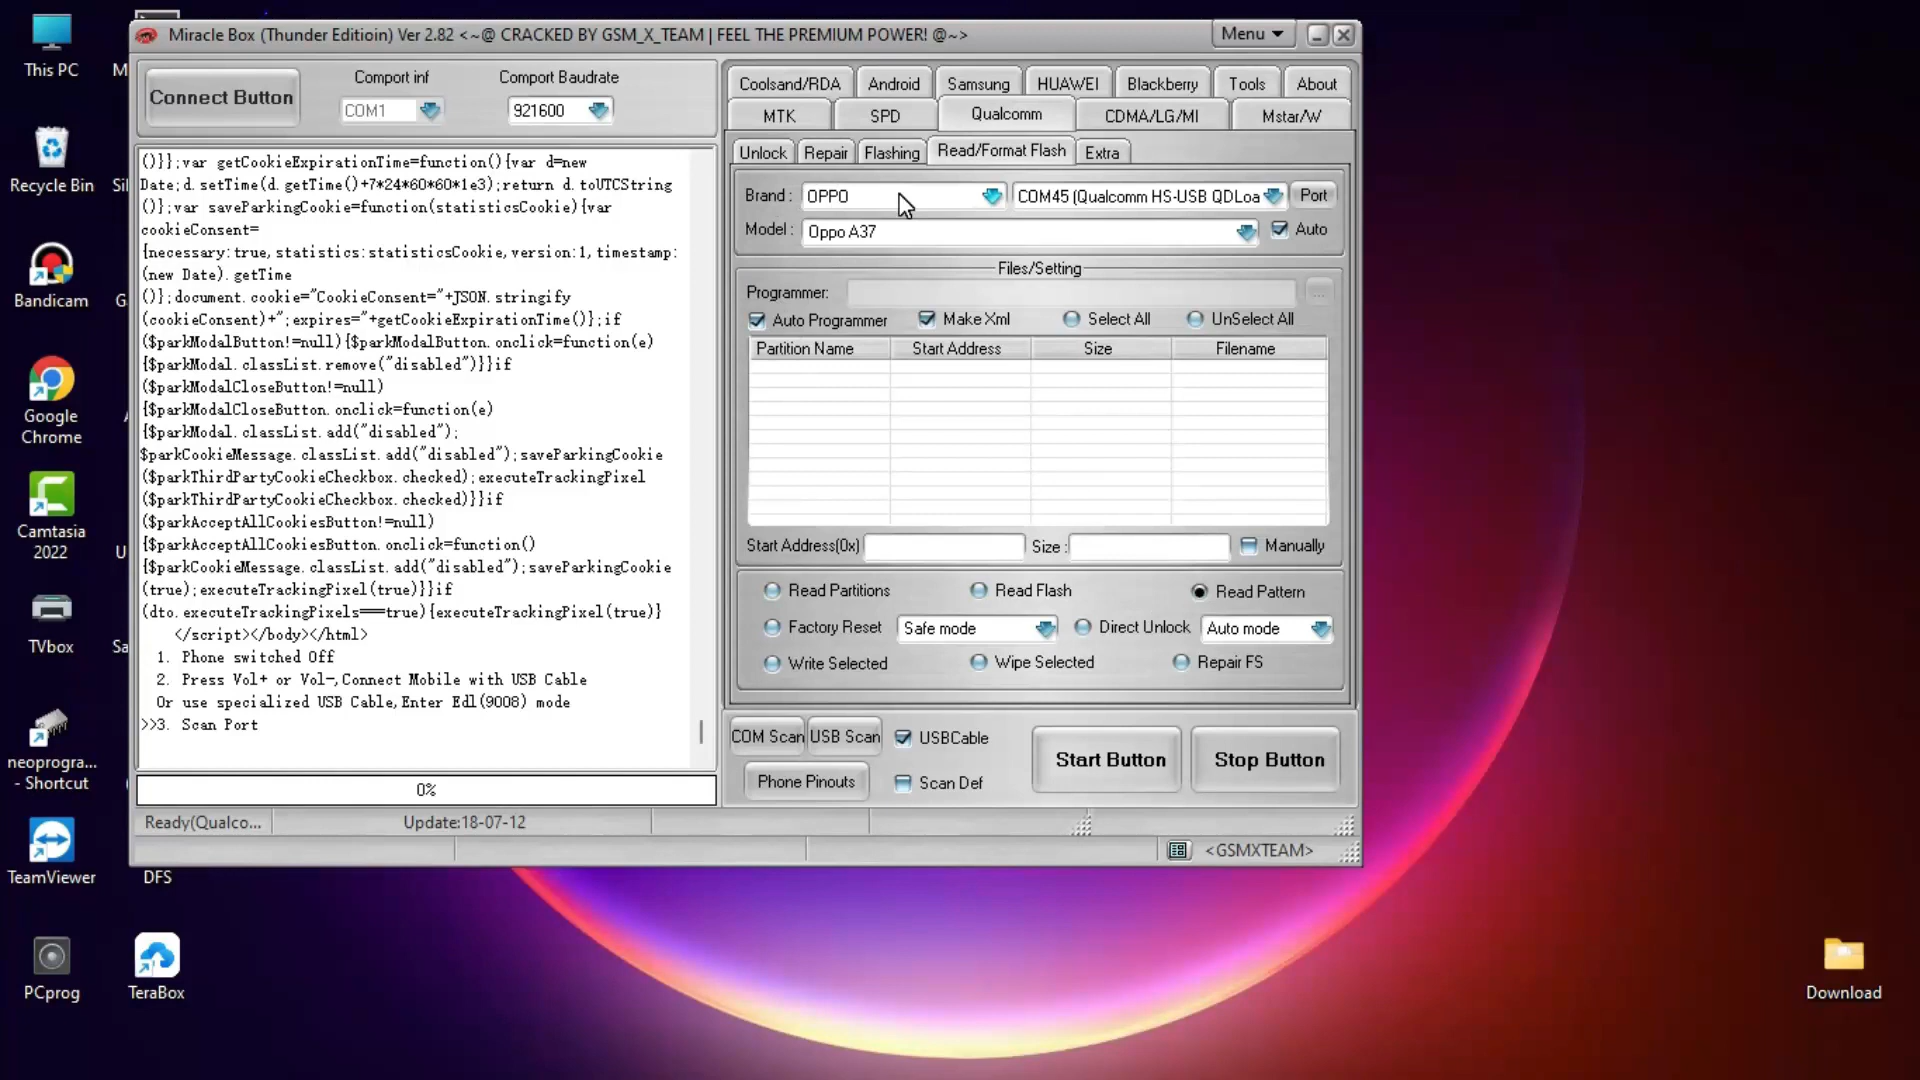 This PC
Recycle Bin
Bandicam
Google
Chrome
Camtasia
2022
TVbox
neoprogra...
- Shortcut
TeamViewer
DFS
PCprog
TeraBox
Download
Miracle Box (Thunder Editioin) Ver 2.82 <~@ CRACKED BY GSM_X_TEAM | FEEL THE PREMIUM POWER! @~>
Menu
Connect Button
Comport inf
COM1
Comport Baudrate
921600
()}};var getCookieExpirationTime=function(){var d=new
Date;d.setTime(d.getTime()+7*24*60*60*1e3);return d.toUTCString
()};var saveParkingCookie=function(statisticsCookie){var
cookieConsent=
{necessary:true, statistics:statisticsCookie, version:1, timestamp:
(new Date).getTime
()};document.cookie="CookieConsent="+JSON.stringify
(cookieConsent)+";expires="+getCookieExpirationTime()};if
($parkModalButton!=null){$parkModalButton.onclick=function(e)
{$parkModal.classList.remove("disabled")}}if
($parkModalCloseButton!=null)
{$parkModalCloseButton.onclick=function(e)
{$parkModal.classList.add("disabled");
$parkCookieMessage.classList.add("disabled");saveParkingCookie
($parkThirdPartyCookieCheckbox.checked);executeTrackingPixel
($parkThirdPartyCookieCheckbox.checked)}}if
($parkAcceptAllCookiesButton!=null)
{$parkAcceptAllCookiesButton.onclick=function()
{$parkCookieMessage.classList.add("disabled");saveParkingCookie
(true);executeTrackingPixel(true)}}if
(dto.executeTrackingPixels===true){executeTrackingPixel(true)}
</script></body></html>
1. Phone switched Off
2. Press Vol+ or Vol-,Connect Mobile with USB Cable
Or use specialized USB Cable,Enter Edl(9008) mode
>>3. Scan Port
0%
Ready(Qualco...
Update:18-07-12
<GSMXTEAM>
Coolsand/RDA
Android
Samsung
HUAWEI
Blackberry
Tools
About
MTK
SPD
Qualcomm
CDMA/LG/MI
Mstar/W
Unlock
Repair
Flashing
Read/Format Flash
Extra
Brand :
OPPO
COM45 (Qualcomm HS-USB QDLoa
Port
Model :
Oppo A37
Auto
Files/Setting
Programmer:
...
Auto Programmer
Make Xml
Select All
UnSelect All
Partition Name
Start Address
Size
Filename
Start Address(0x)
Size :
Manually
Read Partitions
Read Flash
Read Pattern
Factory Reset
Safe mode
Direct Unlock
Auto mode
Write Selected
Wipe Selected
Repair FS
COM Scan
USB Scan
USBCable
Phone Pinouts
Scan Def
Start Button
Stop Button